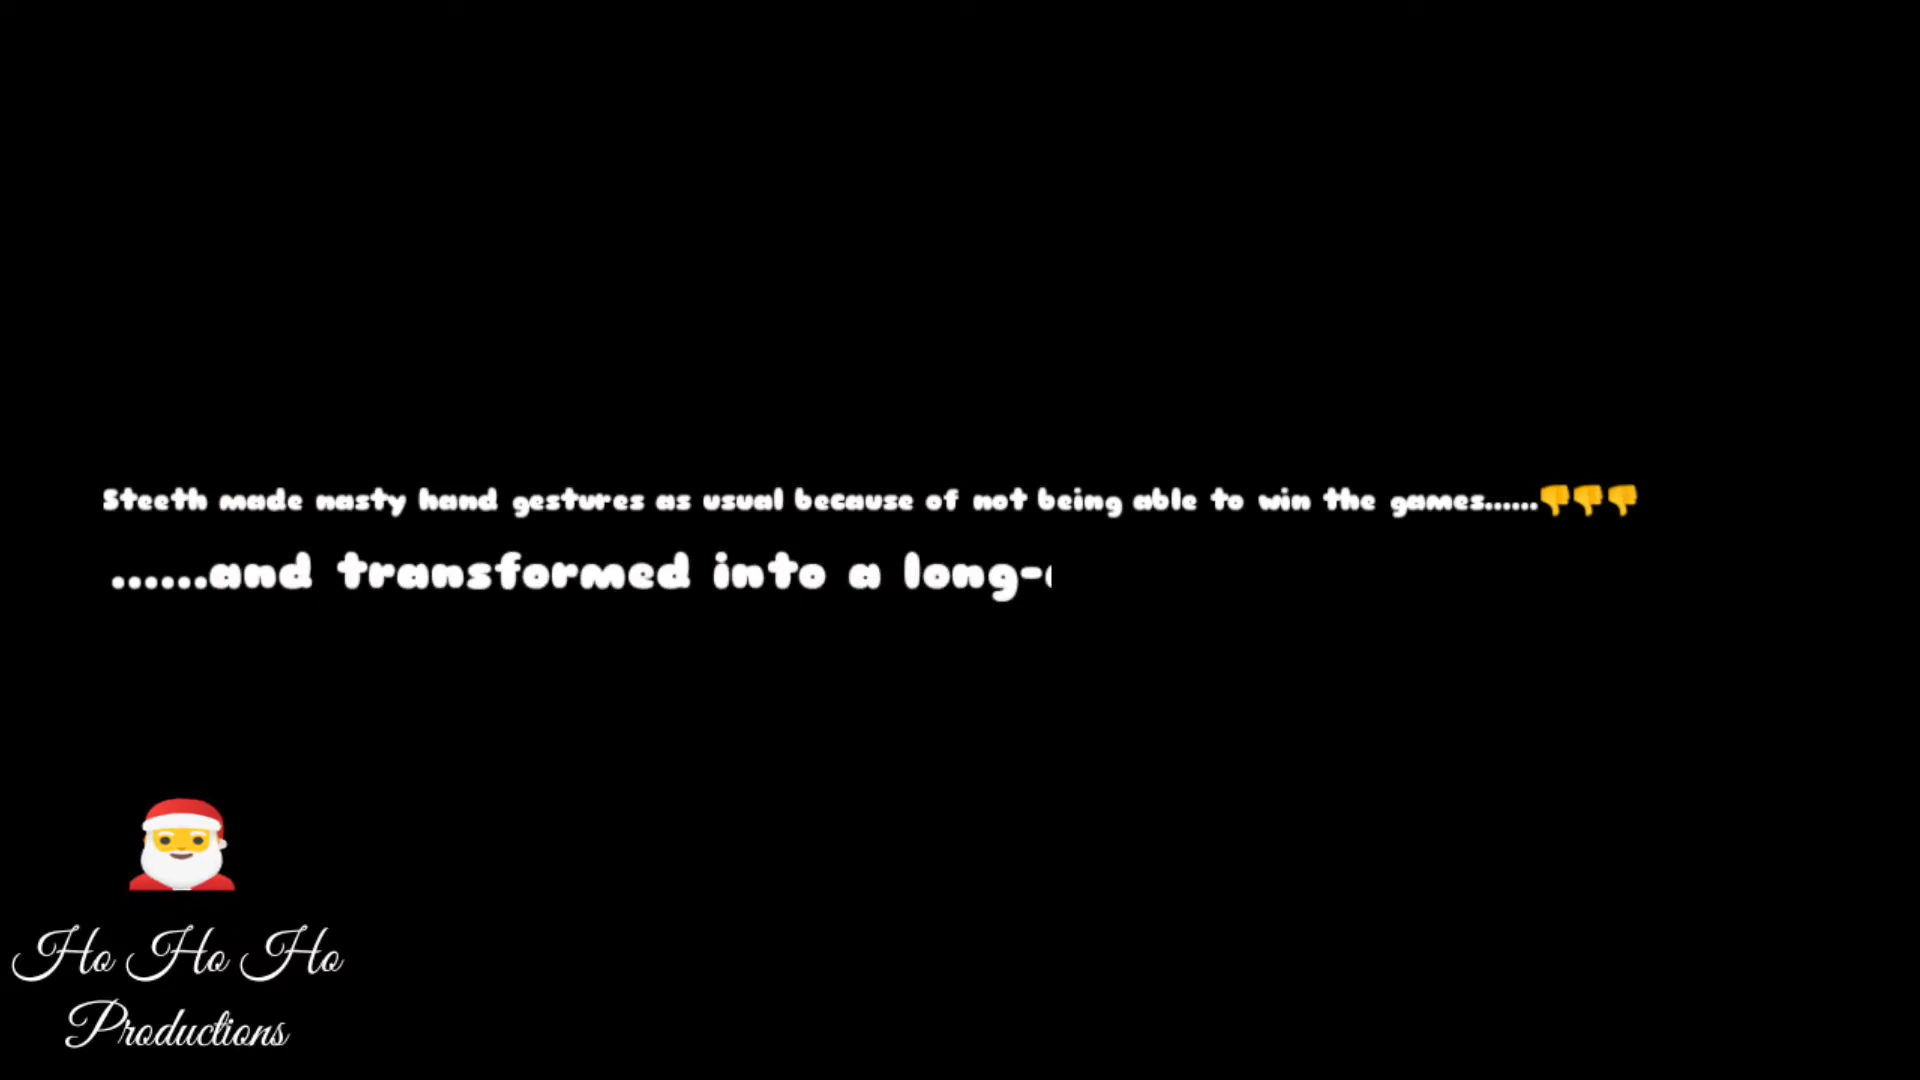 Steeth made nasty hand gestures as usual because of not being able to win the games......👎👎👎
......and transformed into a long-
Ho Ho Ho
Productions